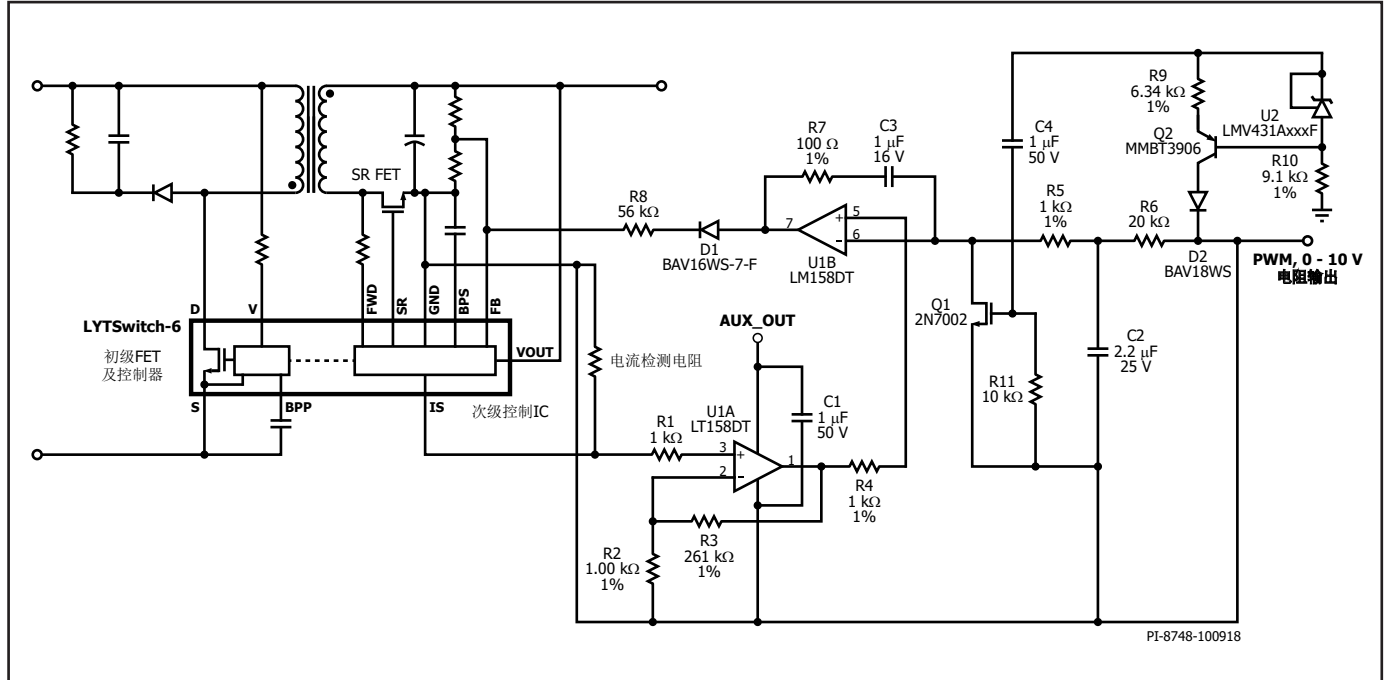 R9
6.34 kΩ
1%
U2
LMV431AxxxF
Q2
MMBT3906
R10
9.1 kΩ
1%
C4
1 μF
50 V
R7
100 Ω
1%
C3
1 μF
16 V
SR FET
R8
56 kΩ
D1
BAV16WS-7-F
7
5
6
U1B
LM158DT
R5
1 kΩ
1%
R6
20 kΩ
D2
BAV18WS
PWM, 0 - 10 V
电阻输出
Q1
2N7002
R11
10 kΩ
C2
2.2 μF
25 V
D
V
FWD
SR
GND
BPS
FB
VOUT
LYTSwitch-6
初级FET
及控制器
S
BPP
IS
次级控制IC
电流检测电阻
AUX_OUT
C1
1 μF
50 V
U1A
LT158DT
R1
1 kΩ
3
2
1
R4
1 kΩ
1%
R3
261 kΩ
1%
R2
1.00 kΩ
1%
PI-8748-100918